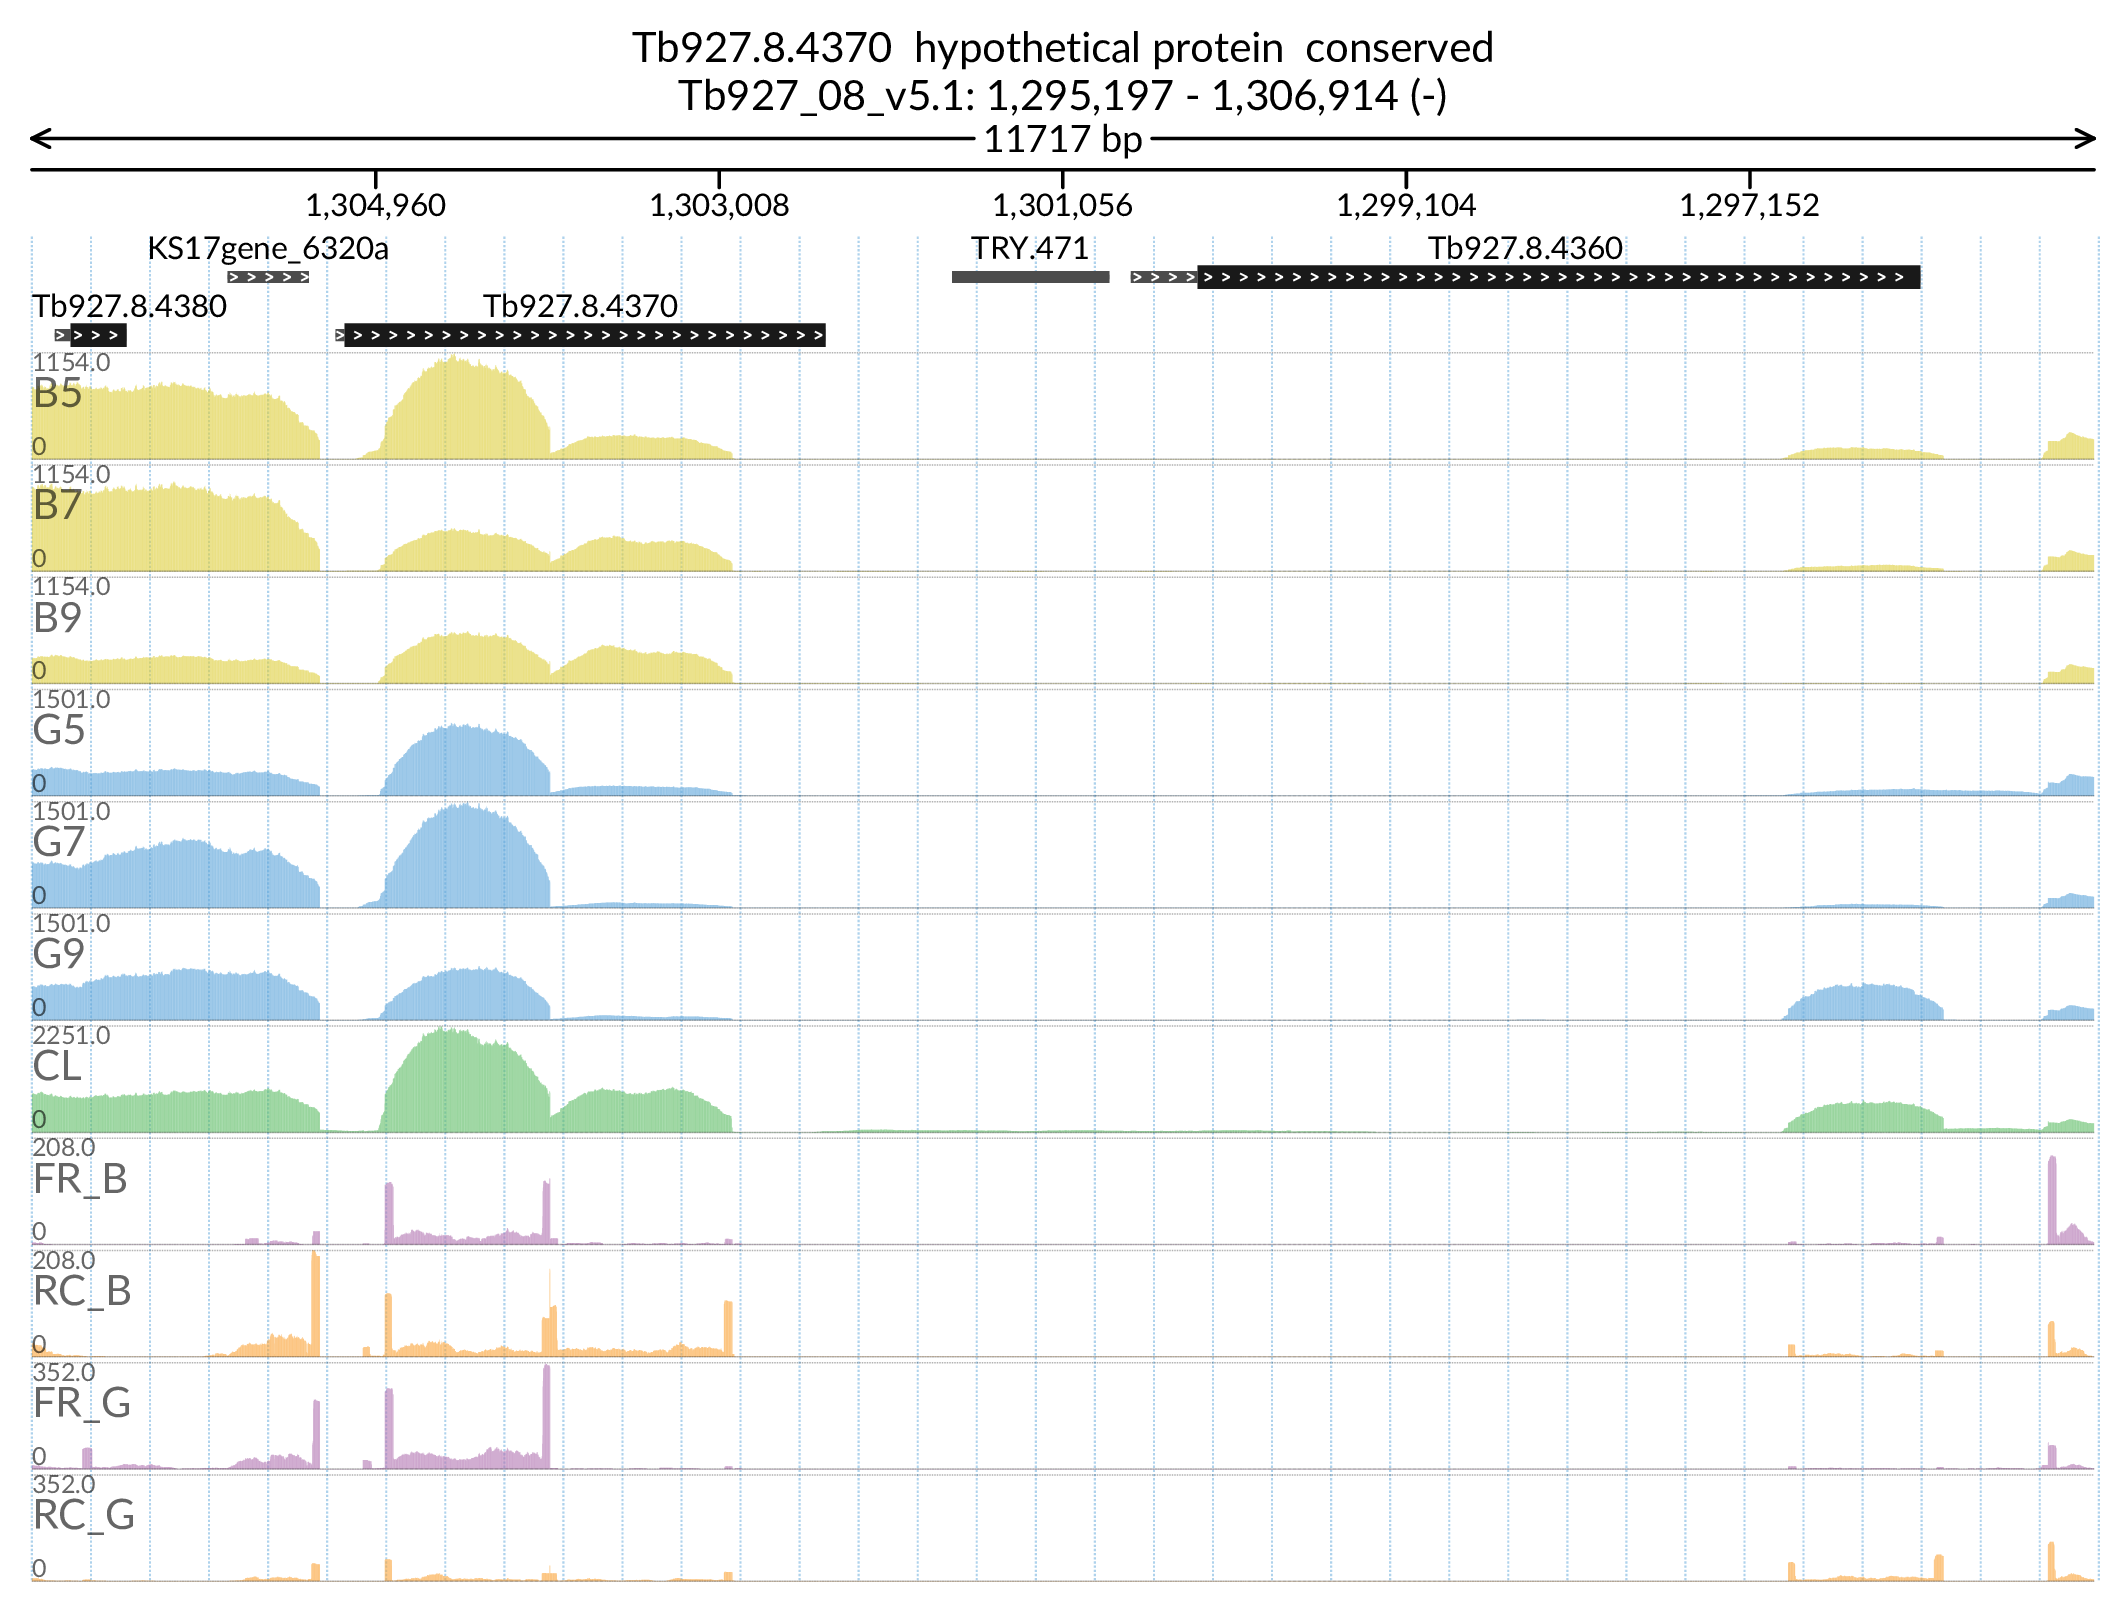 Tb927.8.4370  hypothetical protein  conserved
Tb927_08_v5.1: 1,295,197 - 1,306,914 (-)
11717 bp
1,304,960 1,303,008 1,301,056 1,299,104 1,297,152
KS17gene_6320a TRY.471 Tb927.8.4360
Tb927.8.4380 Tb927.8.4370
1154.0
B5
0
1154.0
B7
0
1154.0
B9
0
1501.0
G5
0
1501.0
G7
0
1501.0
G9
0
2251.0
CL
0
208.0
FR_B
0
208.0
RC_B
0
352.0
FR_G
0
352.0
RC_G
0